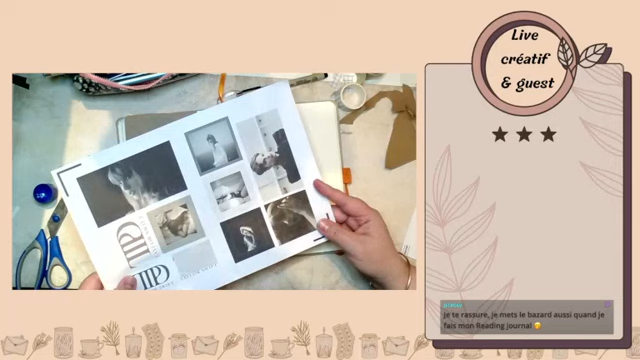 Live
créatif
& guest
je te rassure, je mets le bazard aussi quand je
fais mon Reading journal